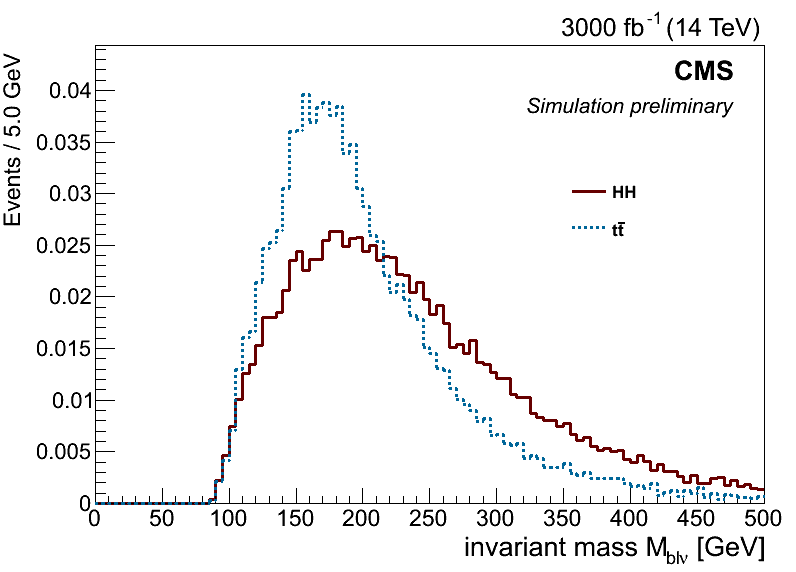 3000 fb⁻¹ (14 TeV)
CMS
Simulation preliminary
HH
tt̄
Events / 5.0 GeV
0.04
0.035
0.03
0.025
0.02
0.015
0.01
0.005
0
0 50 100 150 200 250 300 350 400 450 500
invariant mass M_blν [GeV]